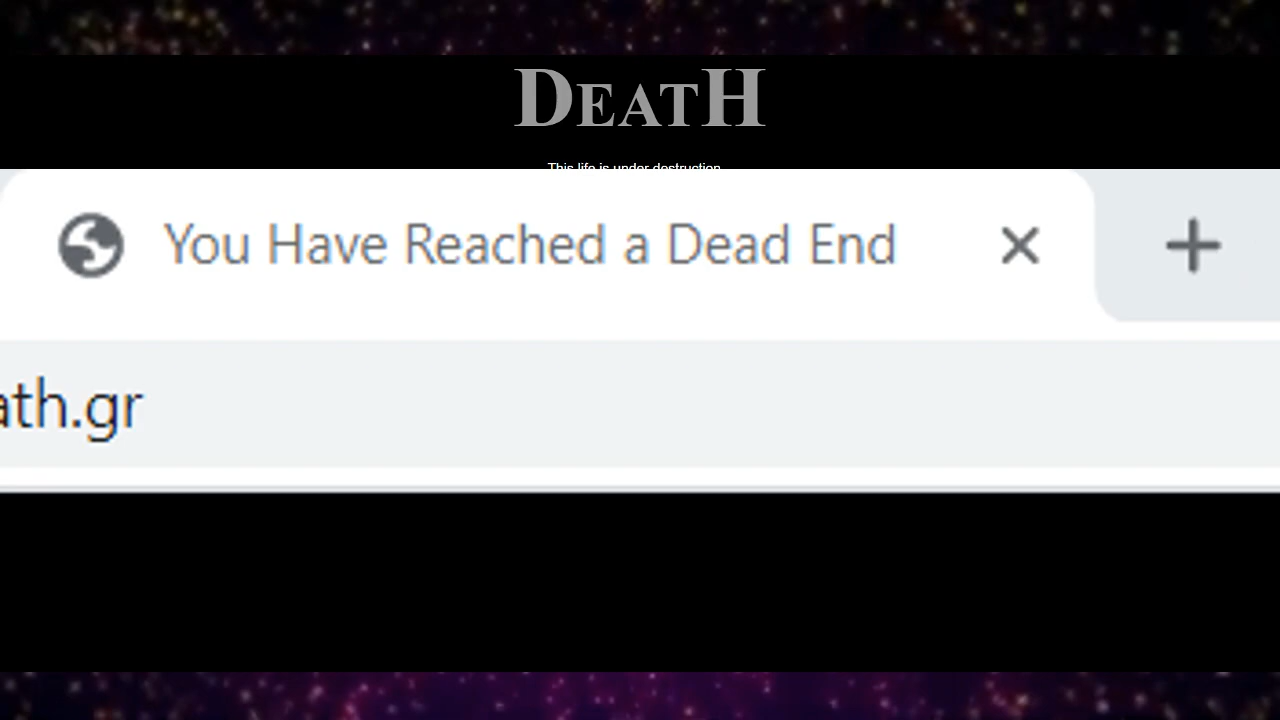 DEATH
This life is under destruction
You Have Reached a Dead End
ath.gr